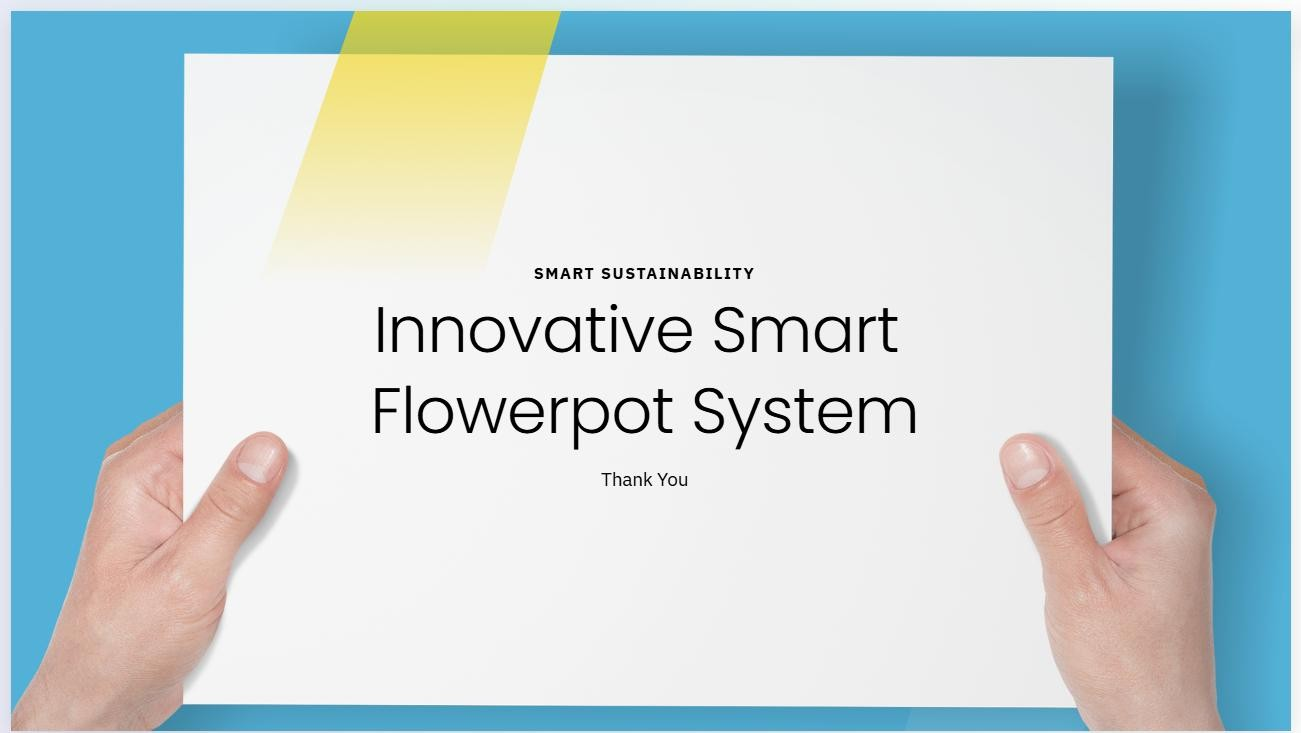 SMART SUSTAINABILITY
Innovative Smart
Flowerpot System
Thank You